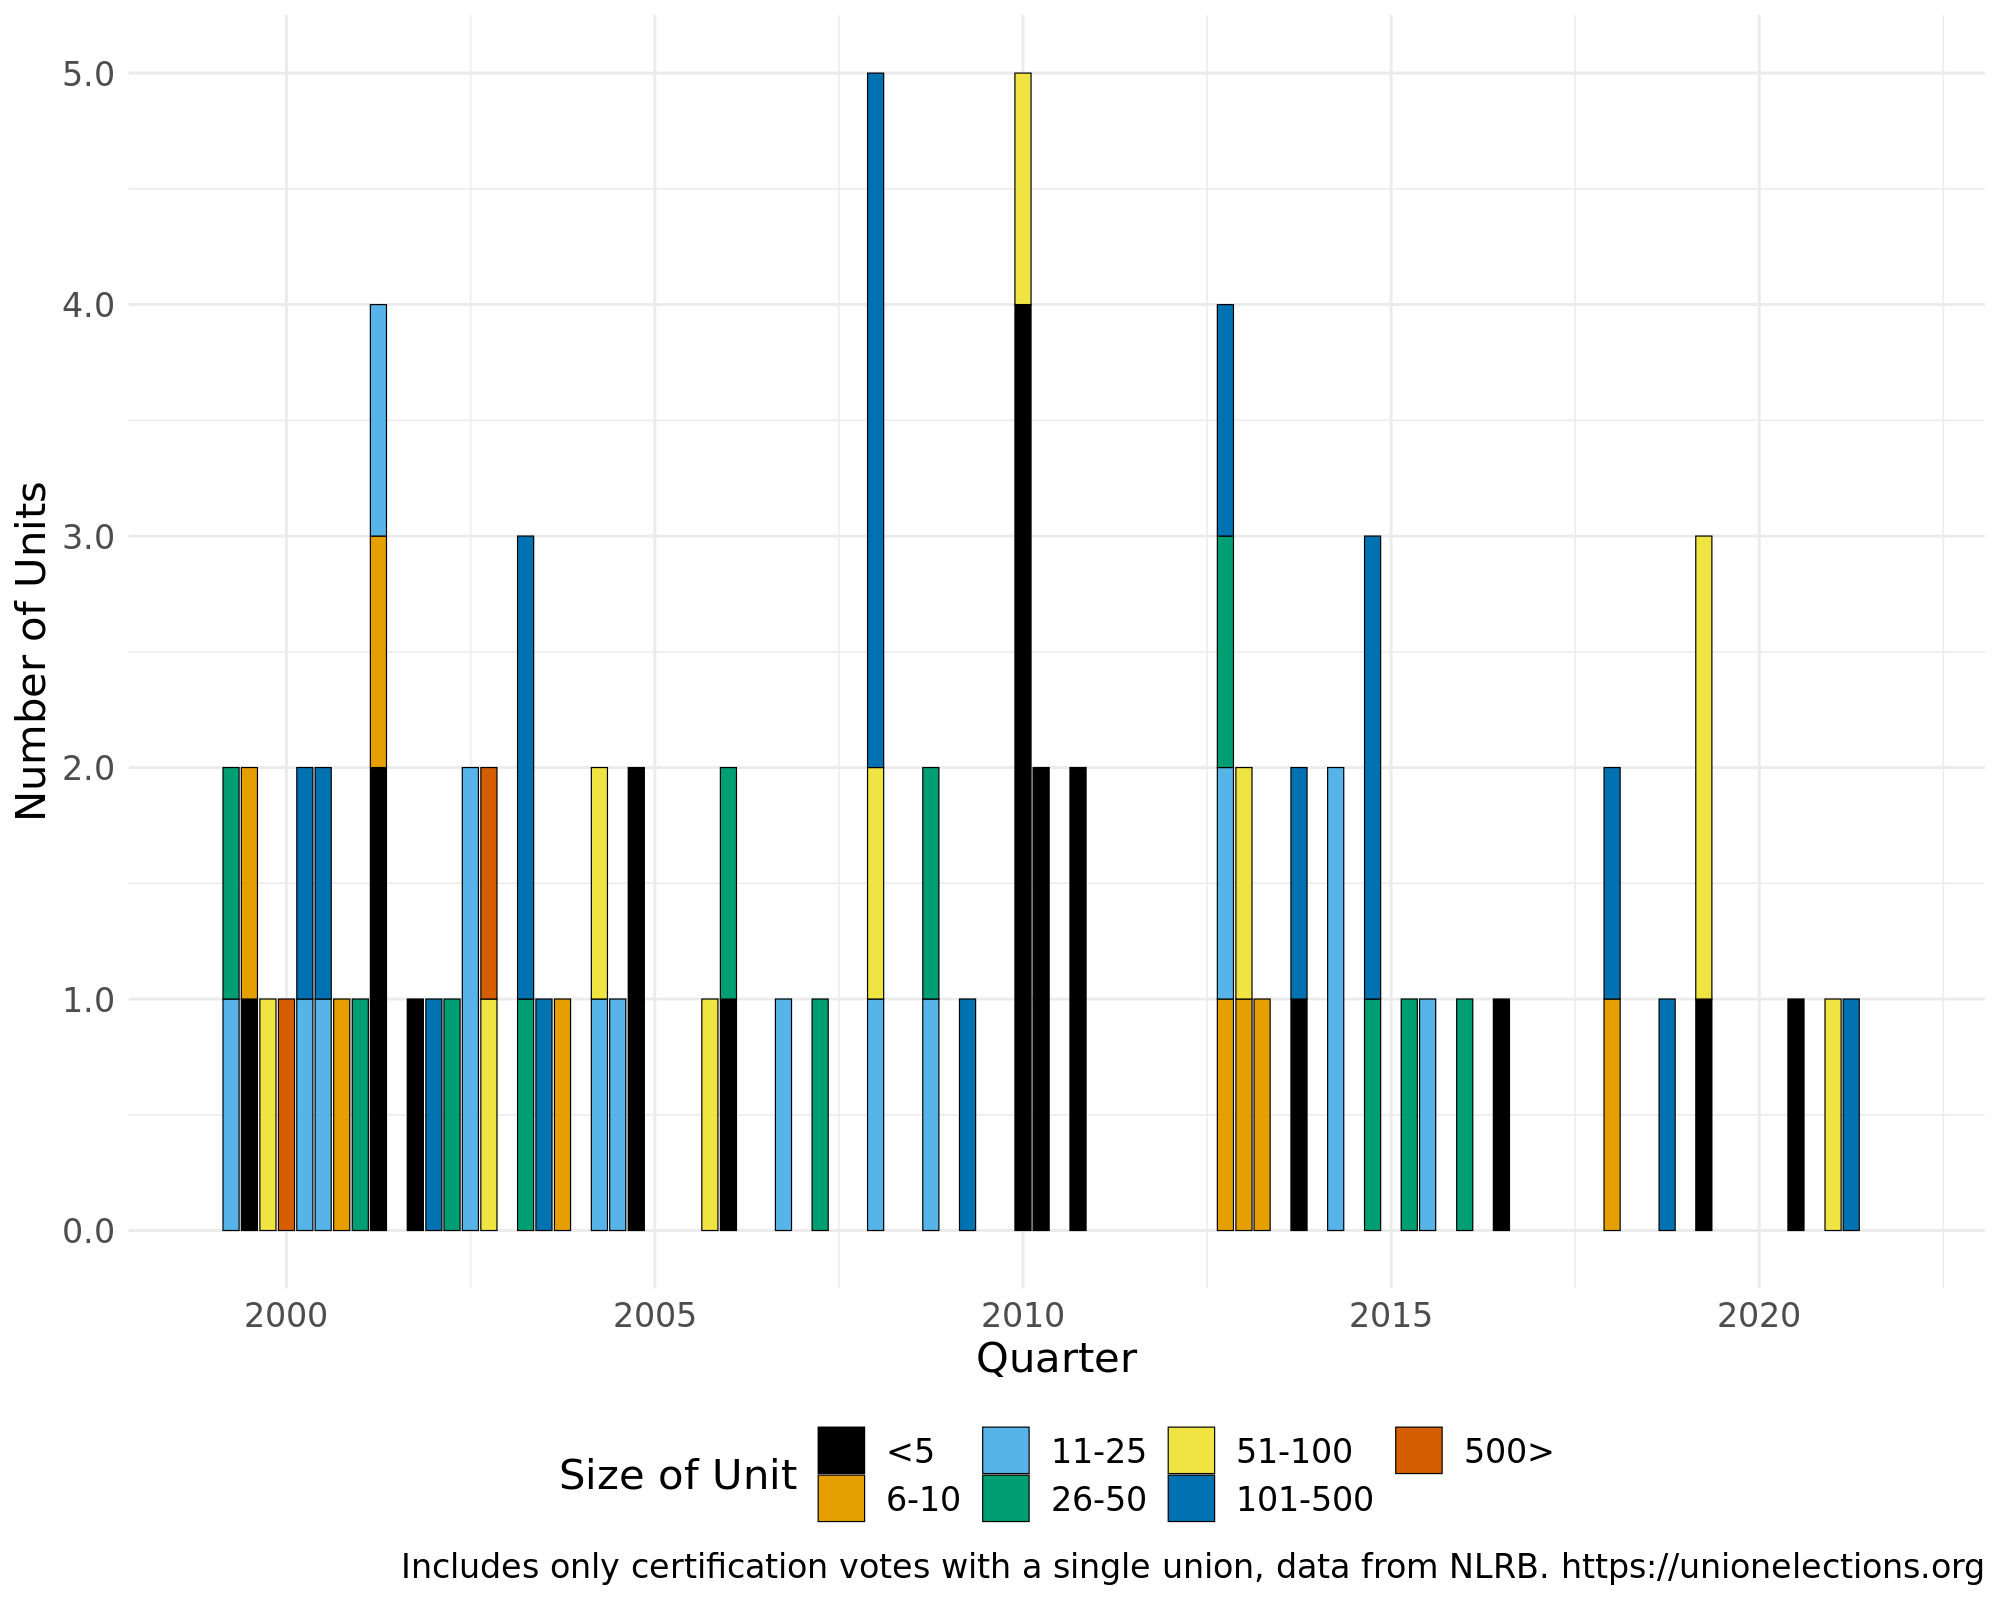 5.0
4.0
3.0
2.0
1.0
0.0
Number of Units
2000 2005 2010 2015 2020
Quarter
Size of Unit
<5 11-25 51-100 500>
6-10 26-50 101-500
Includes only certification votes with a single union, data from NLRB. https://unionelections.org